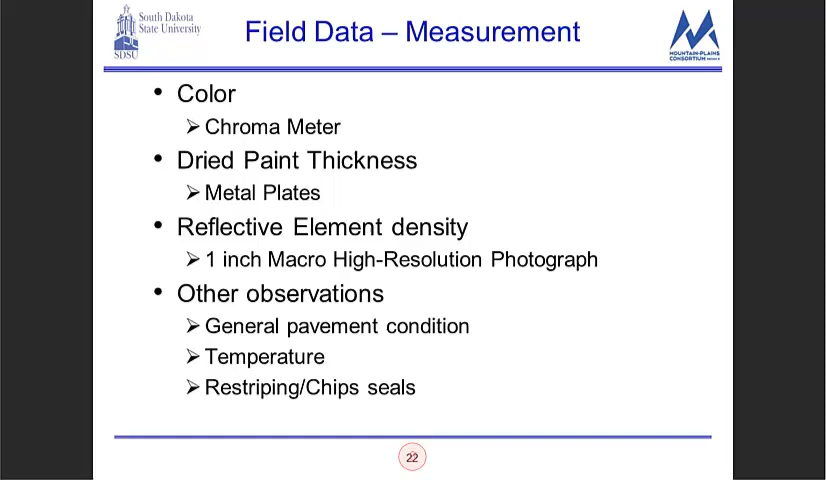 South Dakota
State University
SDSU
Field Data – Measurement
MOUNTAIN-PLAINS
CONSORTIUM
• Color
➢ Chroma Meter
• Dried Paint Thickness
➢ Metal Plates
• Reflective Element density
➢ 1 inch Macro High-Resolution Photograph
• Other observations
➢ General pavement condition
➢ Temperature
➢ Restriping/Chips seals
22